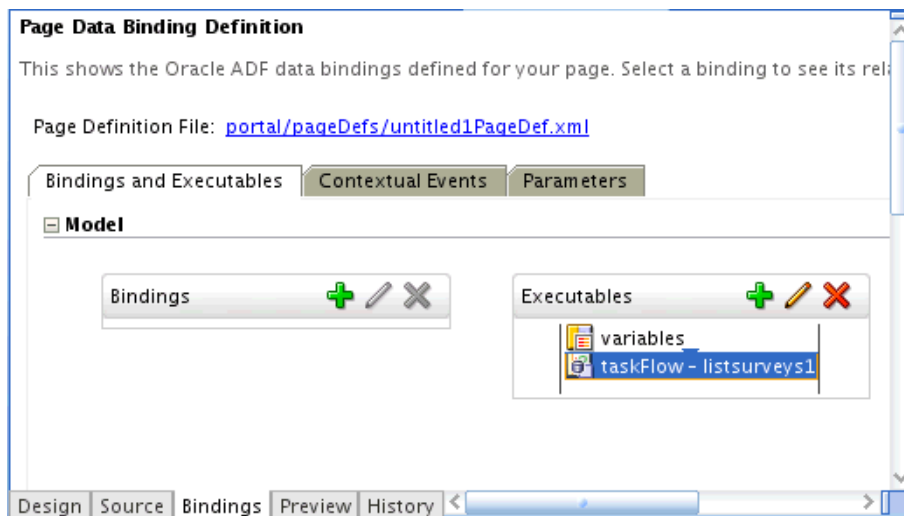 Page Data Binding Definition
This shows the Oracle ADF data bindings defined for your page. Select a binding to see its
Page Definition File: portal/pageDefs/untitled1PageDef.xml
Bindings and Executables Contextual Events Parameters
Model
Bindings Executables
variables
taskFlow - listsurveys1
Design Source Bindings Preview History